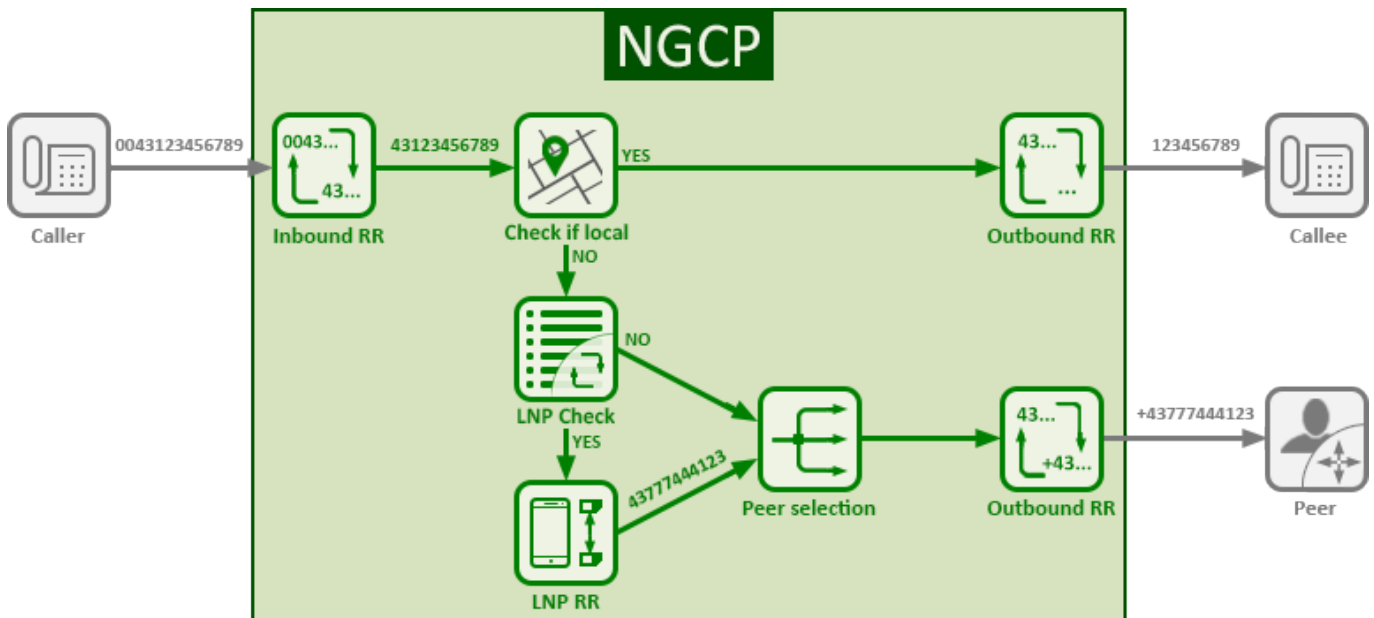 NGCP
0043123456789
0043...
43...
43123456789
YES
43...
...
123456789
Caller
Inbound RR
Check if local
Outbound RR
Callee
NO
NO
LNP Check
YES
43777444123
Peer selection
43...
+43...
Outbound RR
+43777444123
Peer
LNP RR